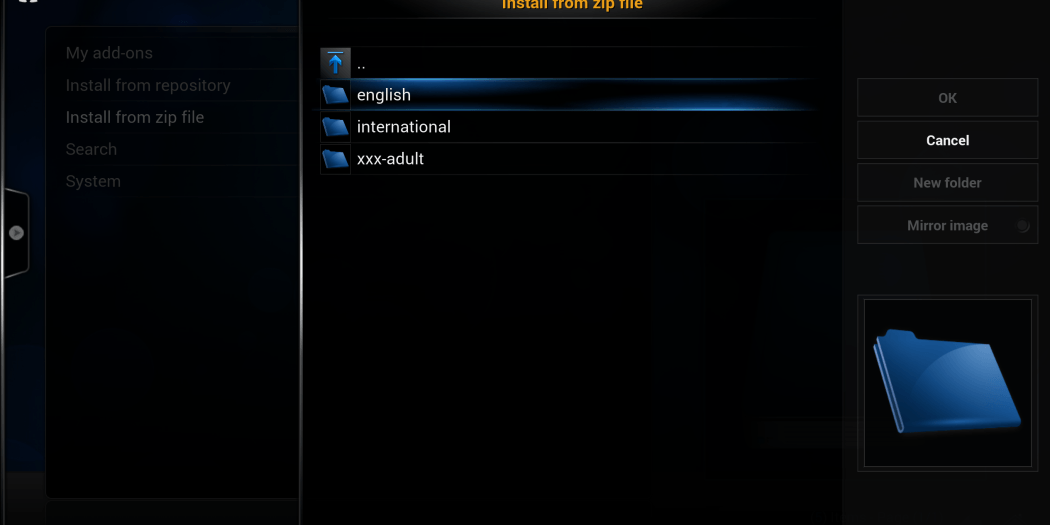 Install from zip file
My add-ons
Install from repository
Install from zip file
Search
System
..
english
international
xxx-adult
OK
Cancel
New folder
Mirror image